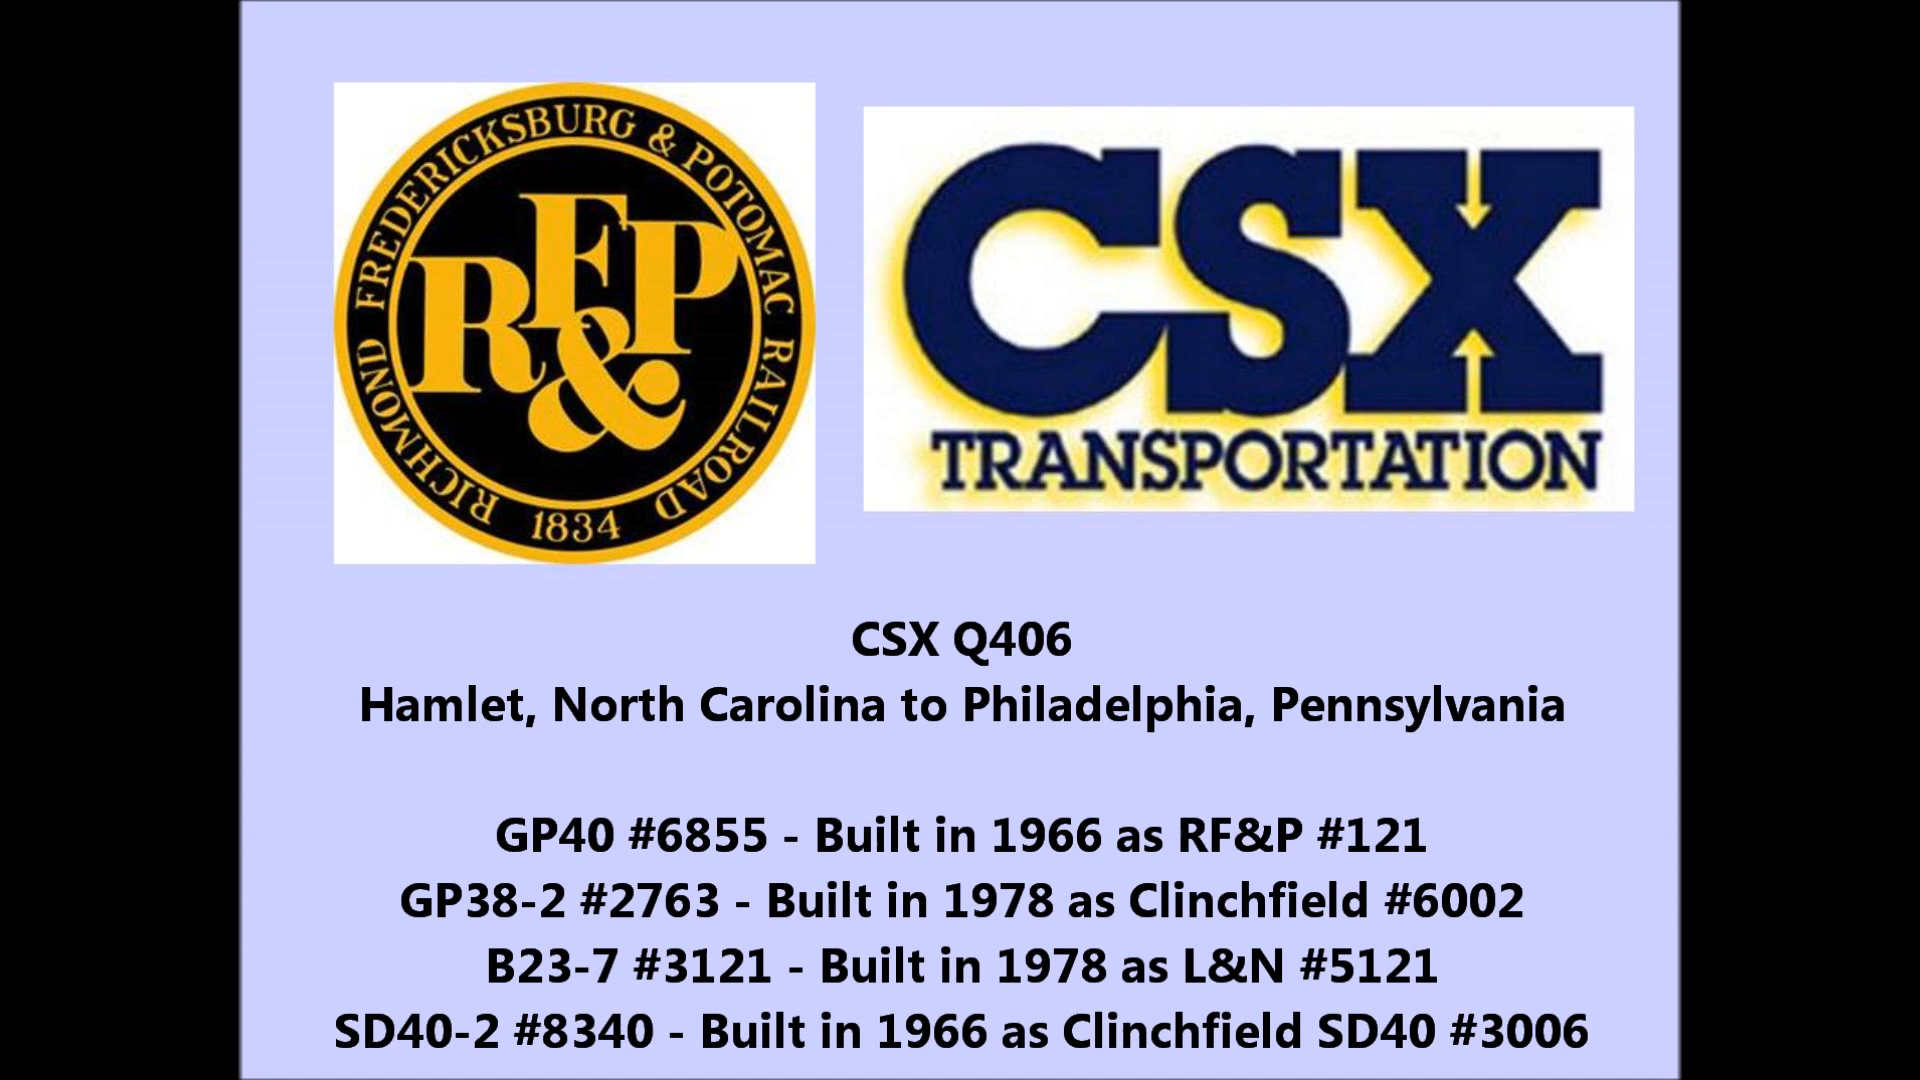 RICHMOND FREDERICKSBURG & POTOMAC RAILROAD
RF&P
1834
CSX
TRANSPORTATION
CSX Q406
Hamlet, North Carolina to Philadelphia, Pennsylvania
GP40 #6855 - Built in 1966 as RF&P #121
GP38-2 #2763 - Built in 1978 as Clinchfield #6002
B23-7 #3121 - Built in 1978 as L&N #5121
SD40-2 #8340 - Built in 1966 as Clinchfield SD40 #3006